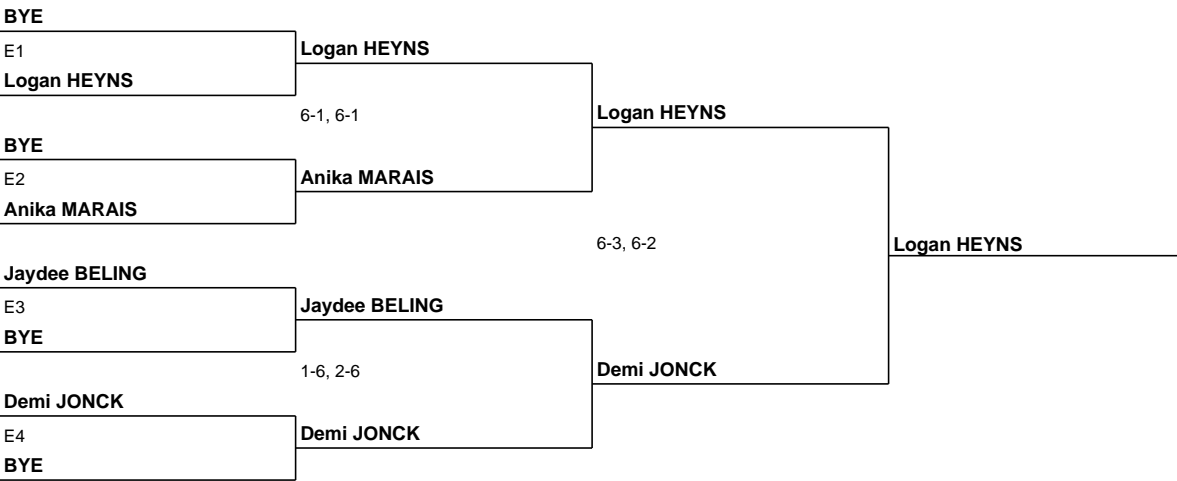 BYE
E1
Logan HEYNS
Logan HEYNS
6-1, 6-1
Logan HEYNS
BYE
E2
Anika MARAIS
Anika MARAIS
6-3, 6-2
Logan HEYNS
Jaydee BELING
E3
Jaydee BELING
BYE
1-6, 2-6
Demi JONCK
Demi JONCK
E4
Demi JONCK
BYE